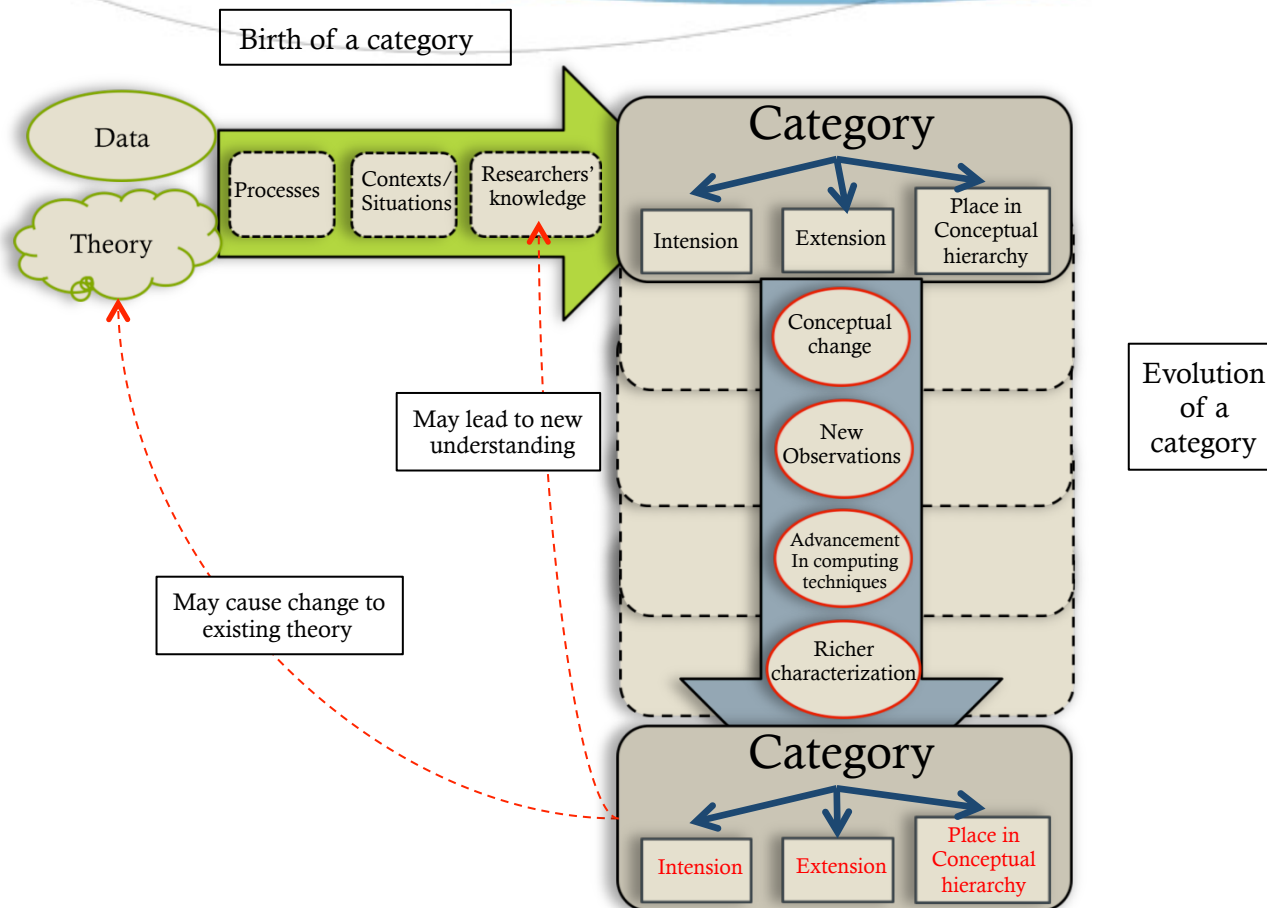 Birth of a category
Data
Theory
Processes
Contexts/
Situations
Researchers'
knowledge
Category
Intension
Extension
Place in
Conceptual
hierarchy
Conceptual
change
New
Observations
Advancement
In computing
techniques
Richer
characterization
Evolution
of a
category
May lead to new
understanding
May cause change to
existing theory
Category
Intension
Extension
Place in
Conceptual
hierarchy